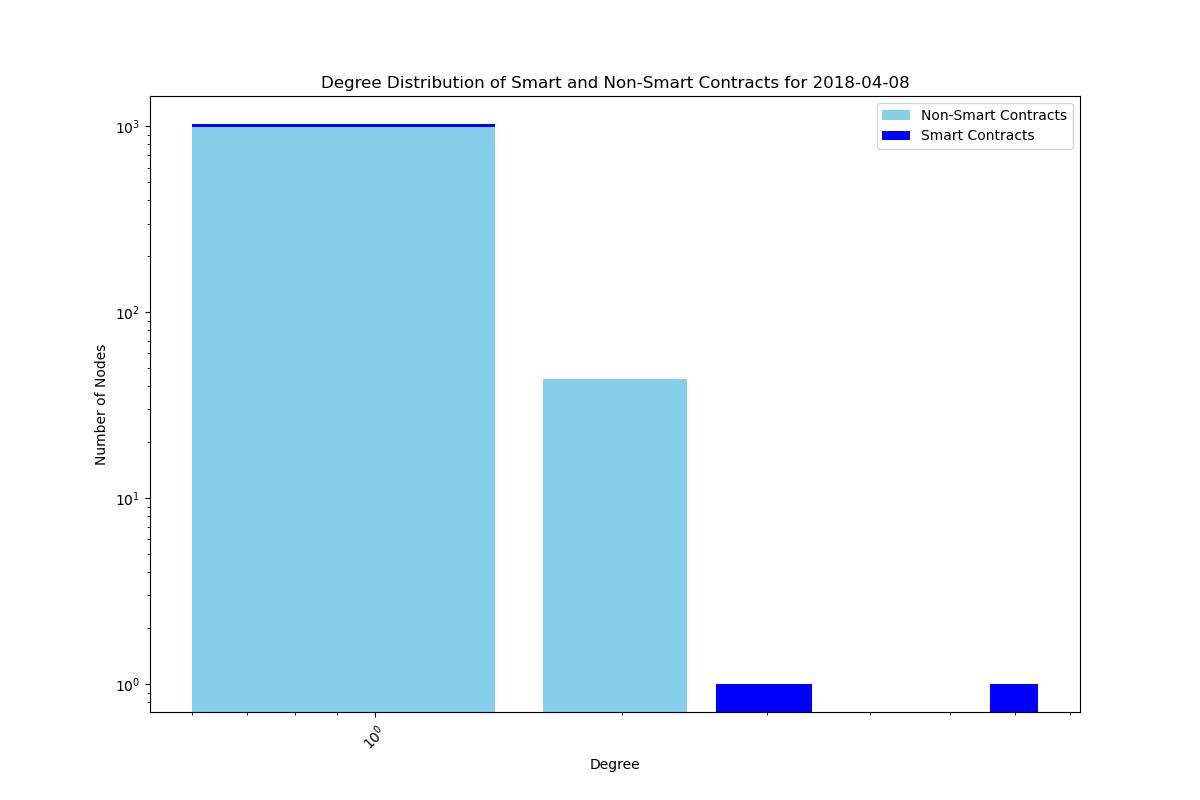 Degree Distribution of Smart and Non-Smart Contracts for 2018-04-08
Non-Smart Contracts
Smart Contracts
Number of Nodes
10³
10²
10¹
10⁰
10⁰
Degree